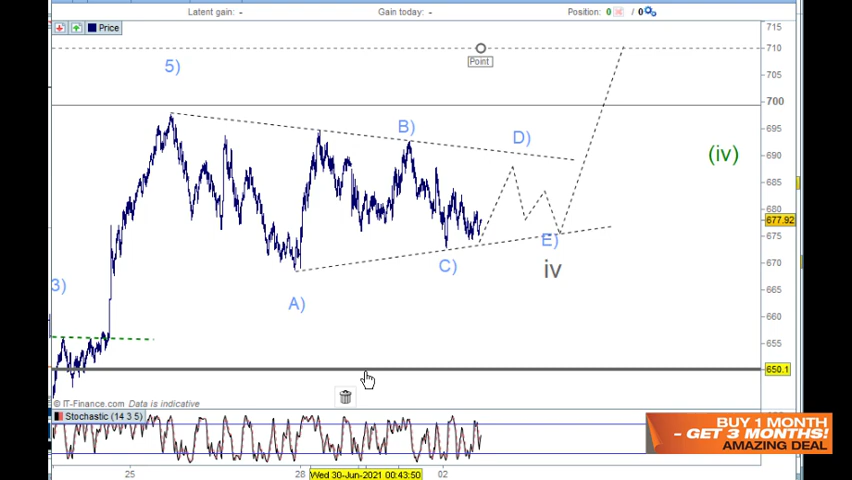 Latent gain: - Gain today: - Position: 0 / 0
Price
715
710
Point
5)
705
700
695
B)
D)
690
(iv)
685
680
677.92
675
E)
C)
iv
670
3)
665
A)
660
655
650.1
© IT-Finance.com Data is indicative
Stochastic (14 3 5)
BUY 1 MONTH
- GET 3 MONTHS!
AMAZING DEAL
25 28 Wed 30-Jun-2021 00:43:50 02